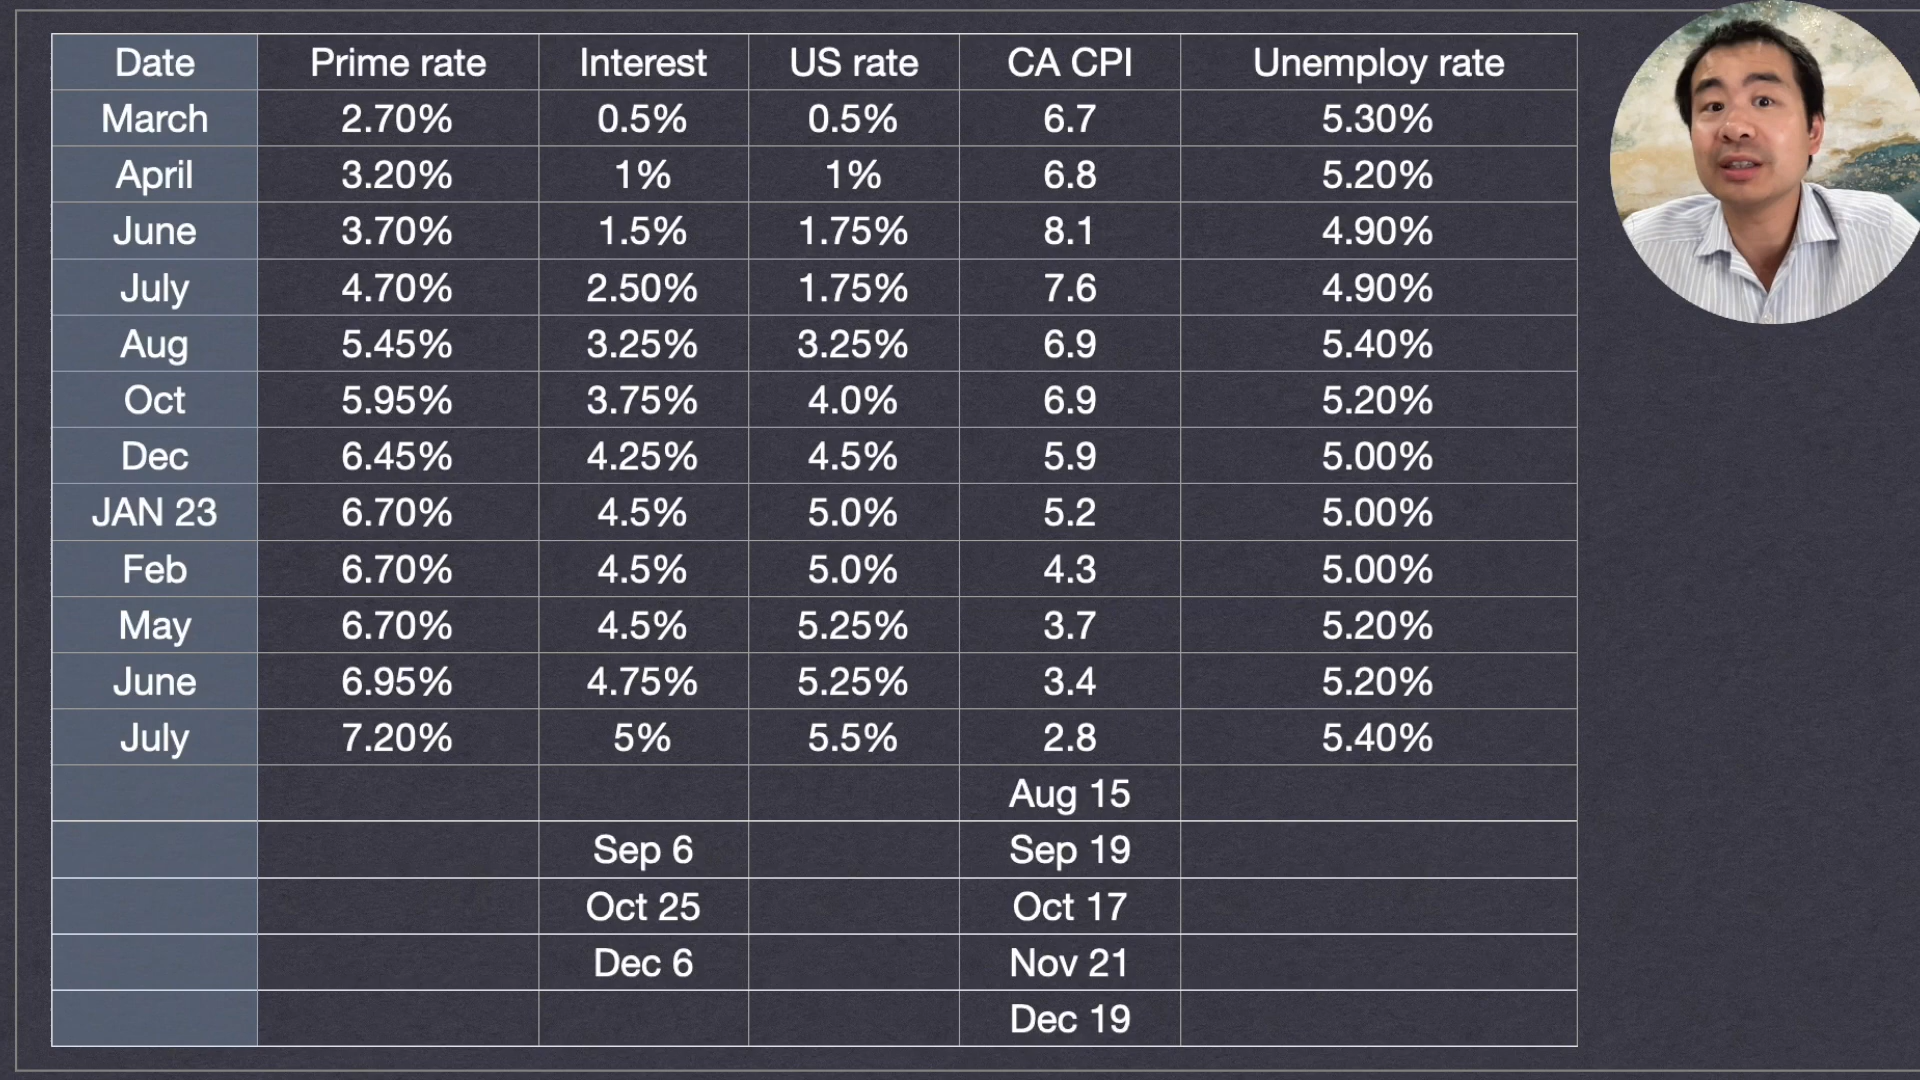 Date Prime rate Interest US rate CA CPI Unemploy rate
March 2.70% 0.5% 0.5% 6.7 5.30%
April 3.20% 1% 1% 6.8 5.20%
June 3.70% 1.5% 1.75% 8.1 4.90%
July 4.70% 2.50% 1.75% 7.6 4.90%
Aug 5.45% 3.25% 3.25% 6.9 5.40%
Oct 5.95% 3.75% 4.0% 6.9 5.20%
Dec 6.45% 4.25% 4.5% 5.9 5.00%
JAN 23 6.70% 4.5% 5.0% 5.2 5.00%
Feb 6.70% 4.5% 5.0% 4.3 5.00%
May 6.70% 4.5% 5.25% 3.7 5.20%
June 6.95% 4.75% 5.25% 3.4 5.20%
July 7.20% 5% 5.5% 2.8 5.40%
Aug 15
Sep 6 Sep 19
Oct 25 Oct 17
Dec 6 Nov 21
Dec 19